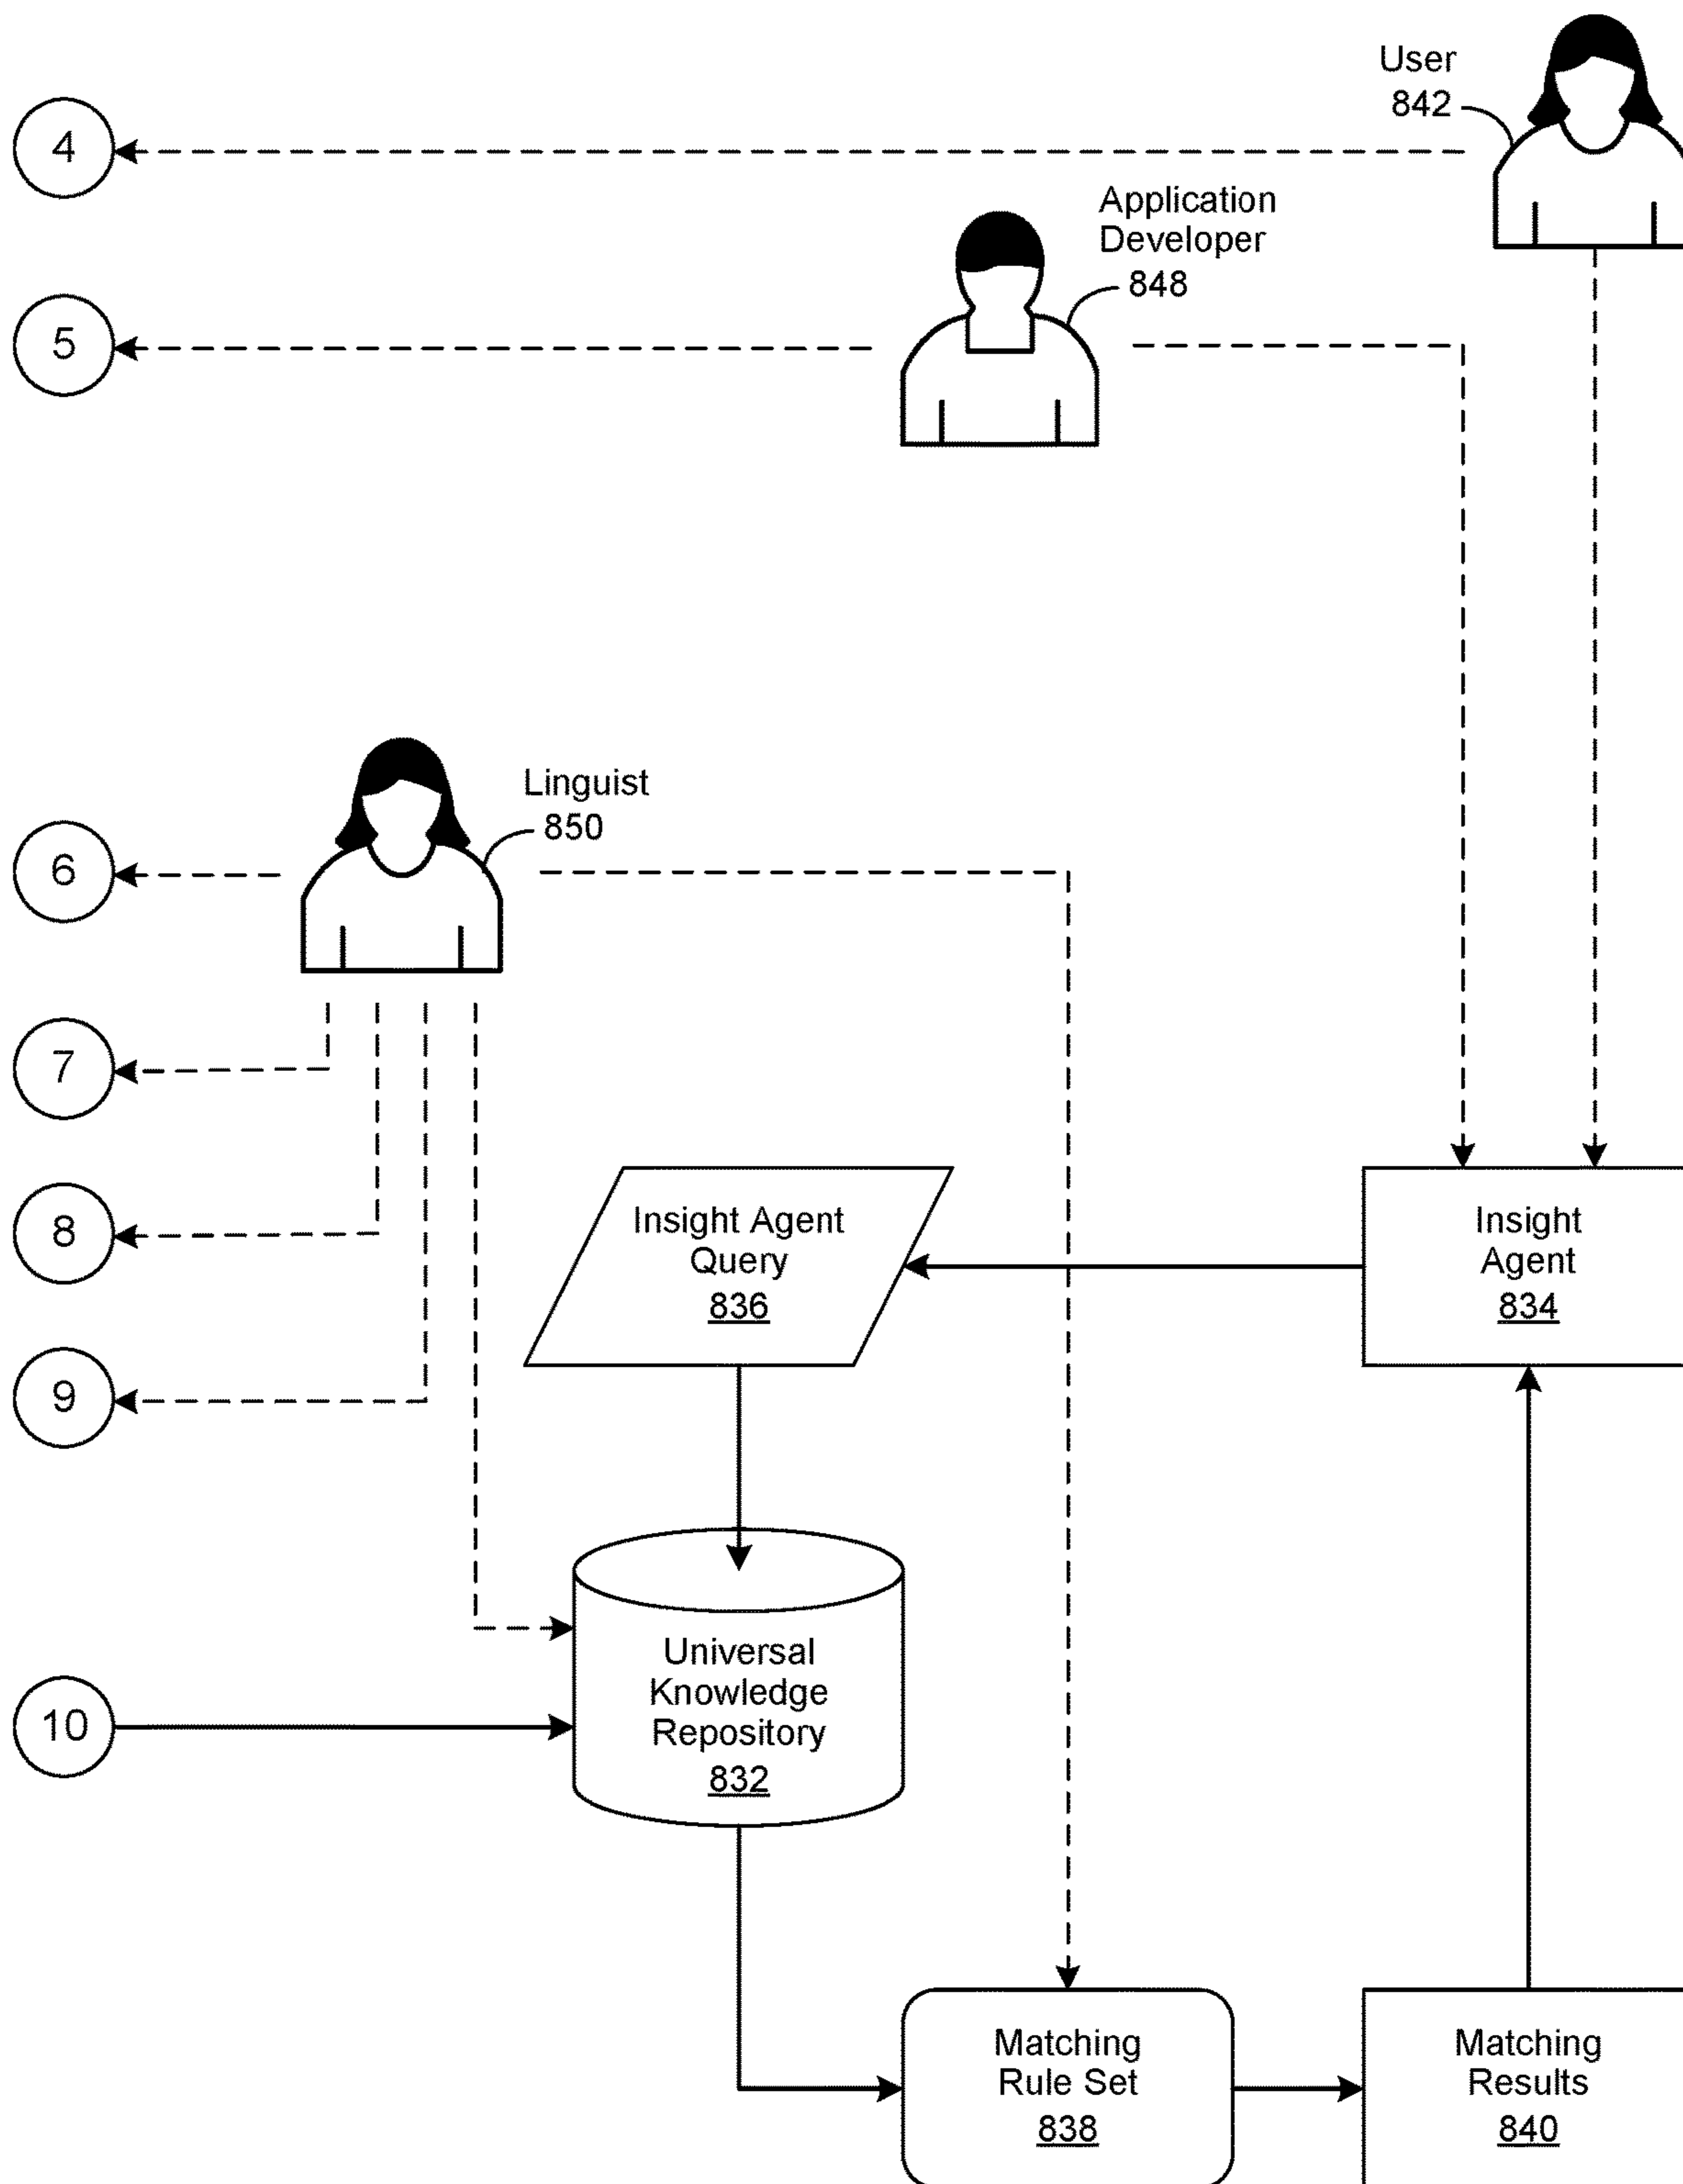 User
842
4
Application
Developer
848
5
Linguist
850
6
7
Insight Agent
Query
836
Insight
Agent
834
8
9
Universal
Knowledge
Repository
832
10
Matching
Rule Set
838
Matching
Results
840